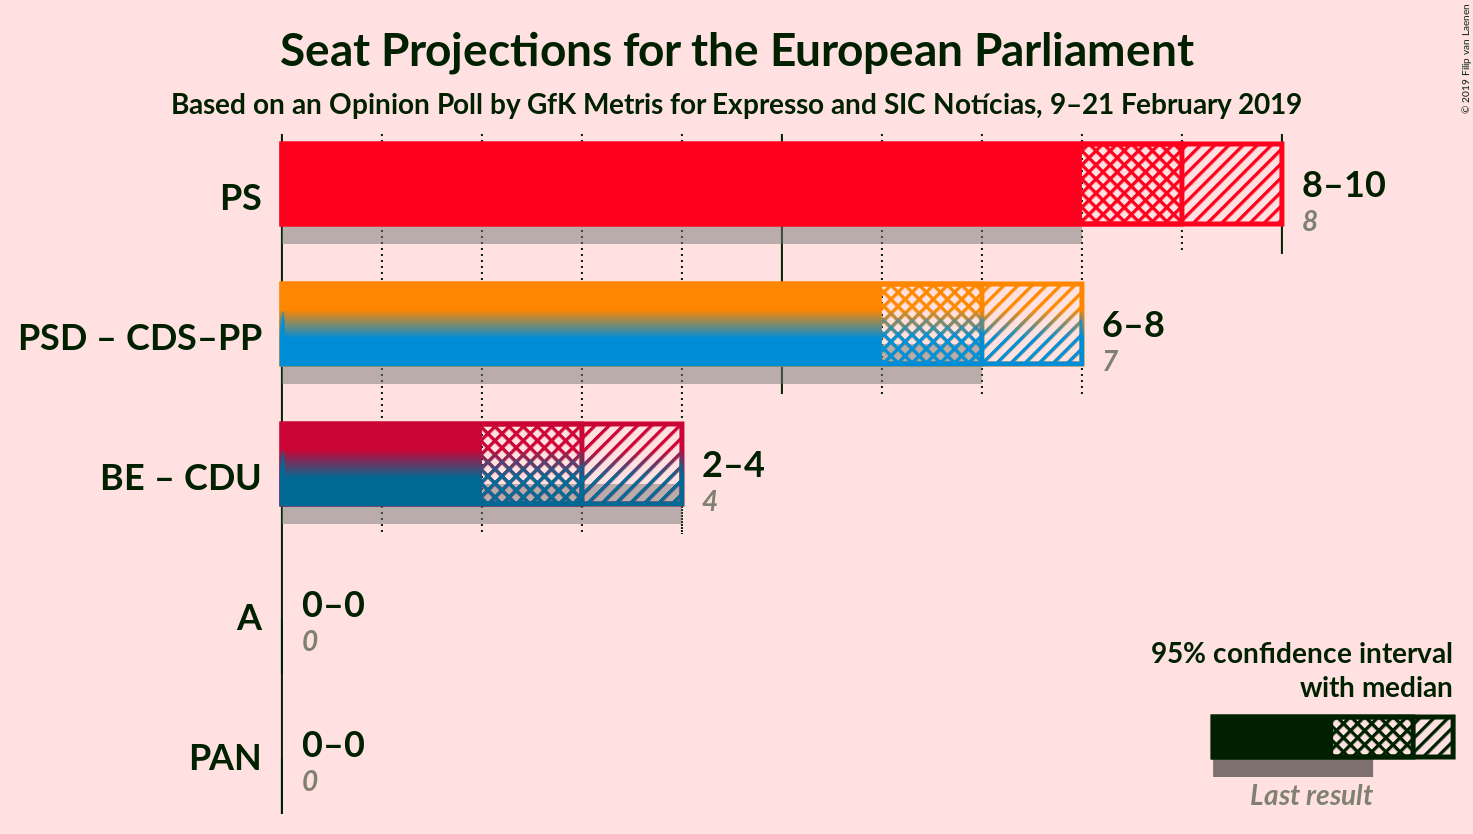 Seat Projections for the European Parliament
Based on an Opinion Poll by GfK Metris for Expresso and SIC Notícias, 9–21 February 2019
© 2019 Filip van Laenen
PS
8–10
8
PSD – CDS–PP
6–8
7
BE – CDU
2–4
4
A
0–0
0
PAN
0–0
0
95% confidence interval
with median
Last result